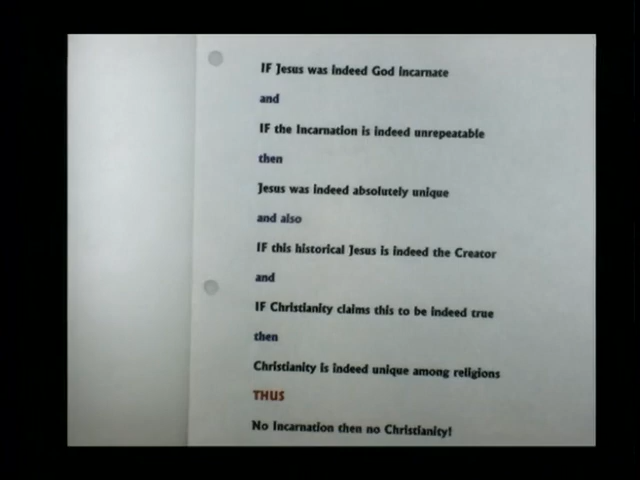 IF Jesus was indeed God incarnate
and
IF the Incarnation is indeed unrepeatable
then
Jesus was indeed absolutely unique
and also
IF this historical Jesus is indeed the Creator
and
IF Christianity claims this to be indeed true
then
Christianity is indeed unique among religions
THUS
No Incarnation then no Christianity!